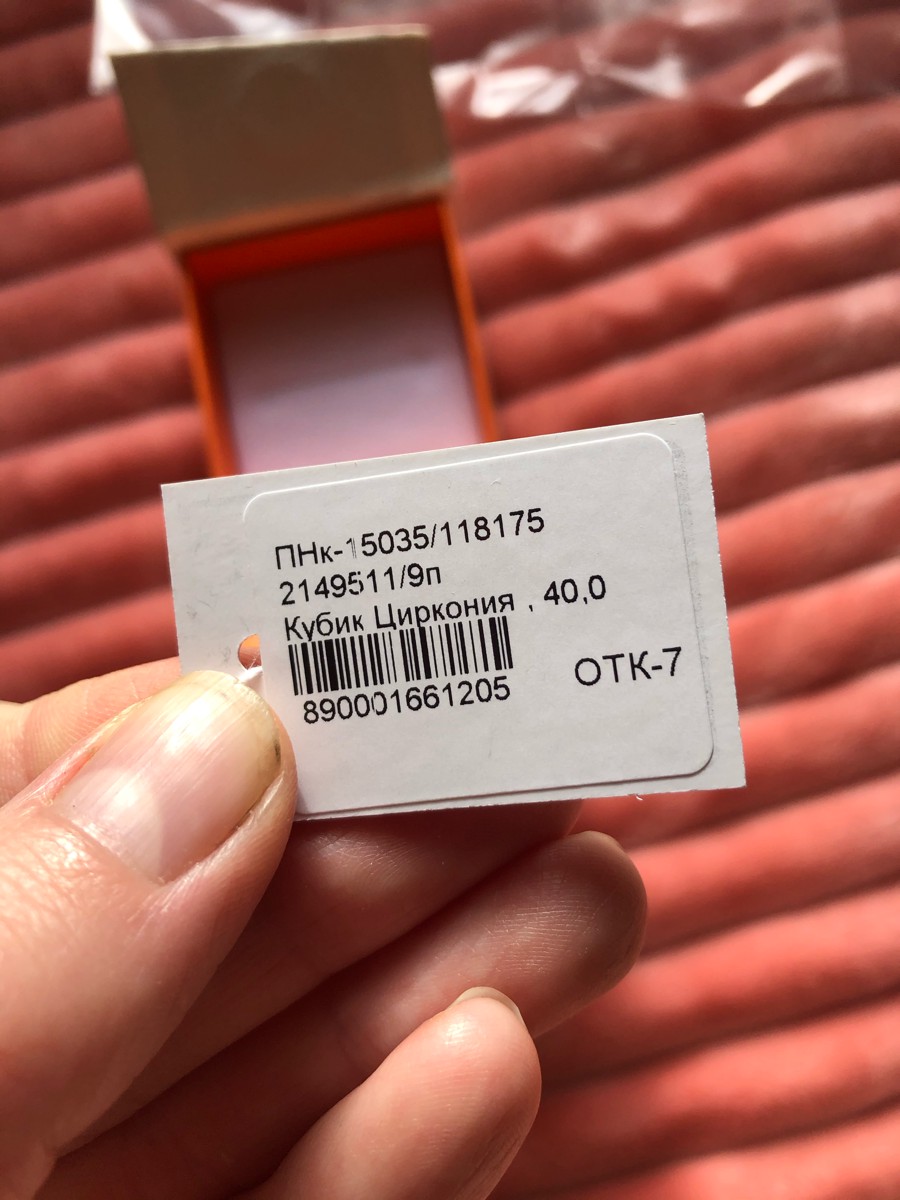 ПНк-15035/118175
2149511/9п
Кубик Циркония , 40,0
ОТК-7
890001661205